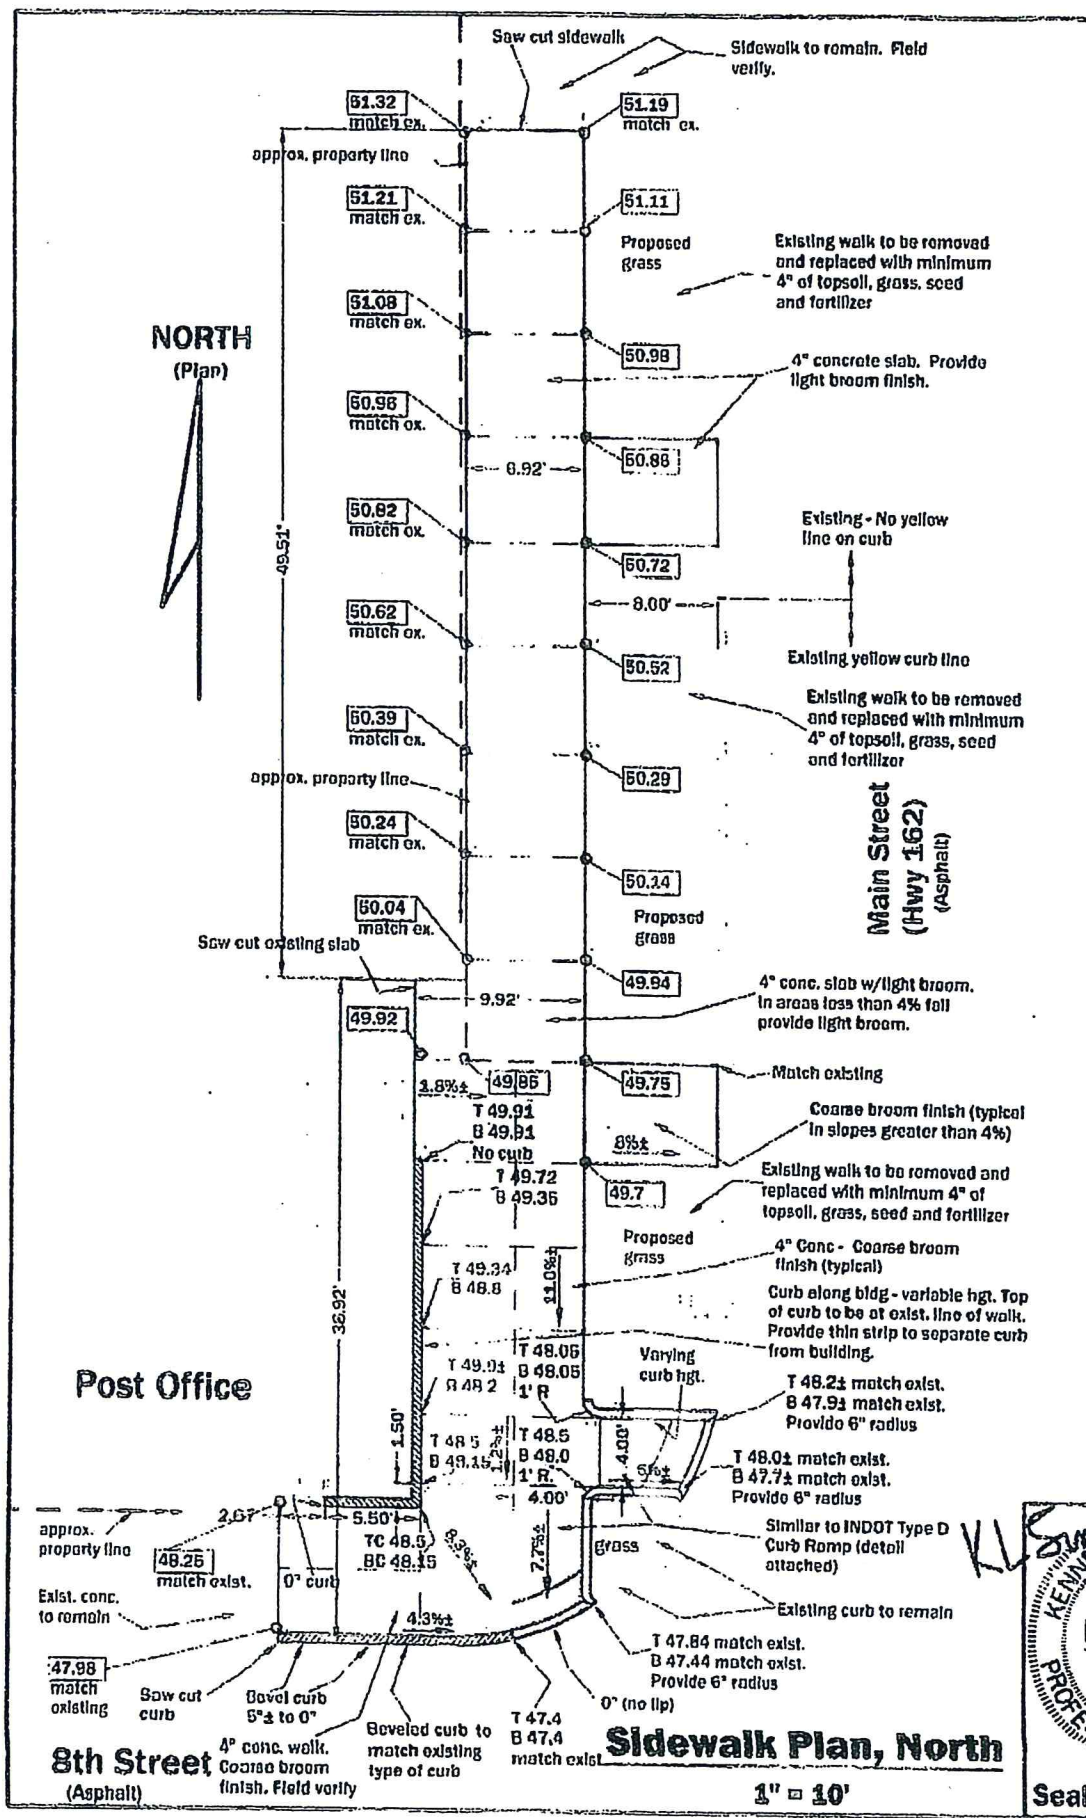 Saw cut sidewalk
Sidewalk to remain. Field
verify.
51.32
match ex.
51.19
match ex.
approx. property line
51.21
match ex.
51.11
Proposed
grass
Existing walk to be removed
and replaced with minimum
4" of topsoil, grass, seed
and fertilizer
51.08
match ex.
50.98
NORTH
(Plan)
4" concrete slab. Provide
light broom finish.
50.96
match ex.
50.86
6.92'
50.82
match ex.
50.72
Existing - No yellow
line on curb
49.51'
8.00'
50.62
match ex.
50.52
Existing yellow curb line
Existing walk to be removed
and replaced with minimum
4" of topsoil, grass, seed
and fertilizer
50.39
match ex.
50.29
approx. property line
50.24
match ex.
50.14
Main Street
(Hwy 162)
(Asphalt)
50.04
match ex.
Proposed
grass
Saw cut existing slab
49.94
9.92'
4" conc. slab w/light broom.
In areas less than 4% fall
provide light broom.
49.92
49.86
49.75
Match existing
1.8%±
T 49.91
B 49.91
No curb
Coarse broom finish (typical
in slopes greater than 4%)
8%±
49.7
T 49.72
B 49.36
Existing walk to be removed and
replaced with minimum 4" of
topsoil, grass, seed and fertilizer
Proposed
grass
4" Conc - Coarse broom
finish (typical)
11.0%±
T 49.34
B 48.8
38.92'
Curb along bldg - variable hgt. Top
of curb to be at exist. line of walk.
Provide thin strip to separate curb
from building.
Post Office
T 49.0±
B 48.2
T 48.06
B 48.06
1' R
Varying
curb hgt.
T 48.2± match exist.
B 47.9± match exist.
Provide 6" radius
1.50'
T 48.5
B 48.15
T 48.5
B 48.0
1' R.
4.00'
4.00'
T 48.0± match exist.
B 47.7± match exist.
Provide 6" radius
5.50'
TC 48.5
BC 48.15
8.3%±
7.7%±
grass
Similar to INDOT Type D
Curb Ramp (detail
attached)
approx.
property line
48.26
match exist.
0" curb
Exist. conc.
to remain
4.3%±
Existing curb to remain
T 47.84 match exist.
B 47.44 match exist.
Provide 6" radius
47.98
match
existing
Saw cut
curb
Bevel curb
5"± to 0"
0" (no lip)
T 47.4
B 47.4
match exist
Beveled curb to
match existing
type of curb
4" conc. walk.
Coarse broom
finish. Field verify
8th Street
(Asphalt)
Sidewalk Plan, North
1" = 10'
Seal